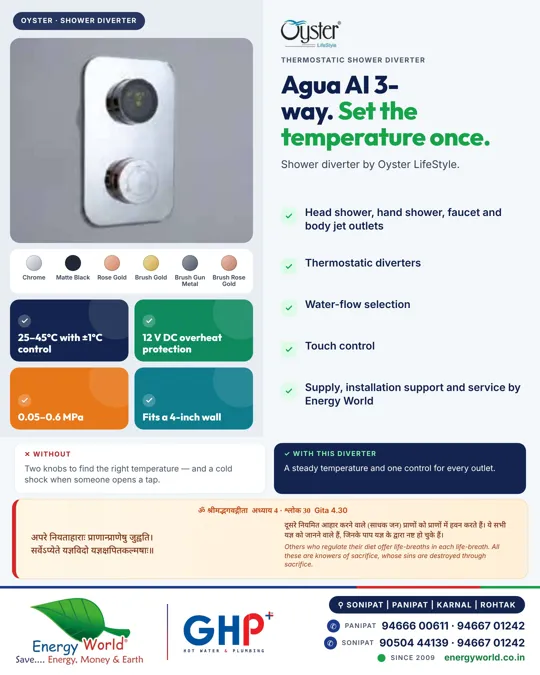 OYSTER · SHOWER DIVERTER
Oyster®
LifeStyle
THERMOSTATIC SHOWER DIVERTER
Agua AI 3-
way. Set the
temperature once.
Shower diverter by Oyster LifeStyle.
Head shower, hand shower, faucet and
body jet outlets
Thermostatic diverters
Water-flow selection
Touch control
Supply, installation support and service by
Energy World
Chrome
Matte Black
Rose Gold
Brush Gold
Brush Gun
Metal
Brush Rose
Gold
25–45°C with ±1°C
control
12 V DC overheat
protection
0.05–0.6 MPa
Fits a 4-inch wall
× WITHOUT
Two knobs to find the right temperature — and a cold
shock when someone opens a tap.
✓ WITH THIS DIVERTER
A steady temperature and one control for every outlet.
ॐ श्रीमद्भगवद्गीता अध्याय 4 · श्लोक 30 Gita 4.30
अपरे नियताहाराः प्राणान्प्राणेषु जुह्वति।
सर्वेऽप्येते यज्ञविदो यज्ञक्षपितकल्मषाः॥
दूसरे नियमित आहार करने वाले (साधक जन) प्राणों को प्राणों में हवन करते हैं। ये सभी
यज्ञ को जानने वाले हैं, जिनके पाप यज्ञ के द्वारा नष्ट हो चुके हैं।
Others who regulate their diet offer life-breaths in each life-breath. All
these are knowers of sacrifice, whose sins are destroyed through
sacrifice.
Energy World
Save.... Energy, Money & Earth
GHP+
HOT WATER & PLUMBING
SONIPAT | PANIPAT | KARNAL | ROHTAK
PANIPAT 94666 00611 · 94667 01242
SONIPAT 90504 44139 · 94667 01242
SINCE 2009 energyworld.co.in